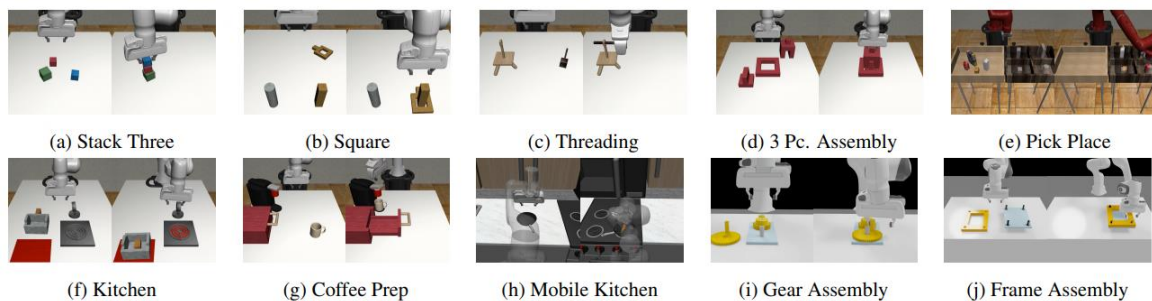 (a) Stack Three
(b) Square
(c) Threading
(d) 3 Pc. Assembly
(e) Pick Place
(f) Kitchen
(g) Coffee Prep
(h) Mobile Kitchen
(i) Gear Assembly
(j) Frame Assembly